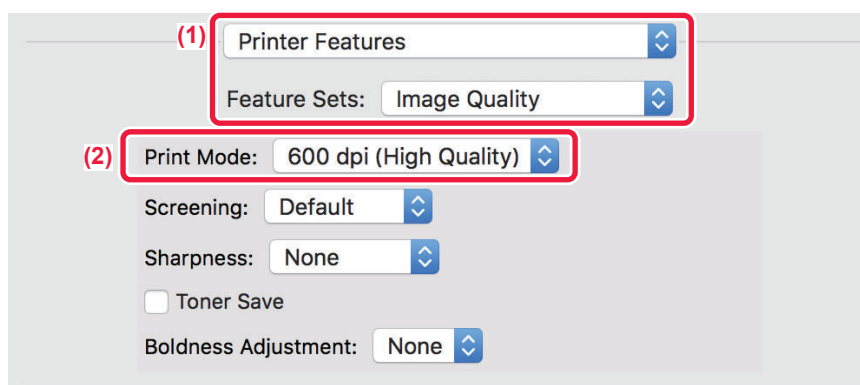 (1) Printer Features
Feature Sets: Image Quality
(2) Print Mode: 600 dpi (High Quality)
Screening: Default
Sharpness: None
Toner Save
Boldness Adjustment: None